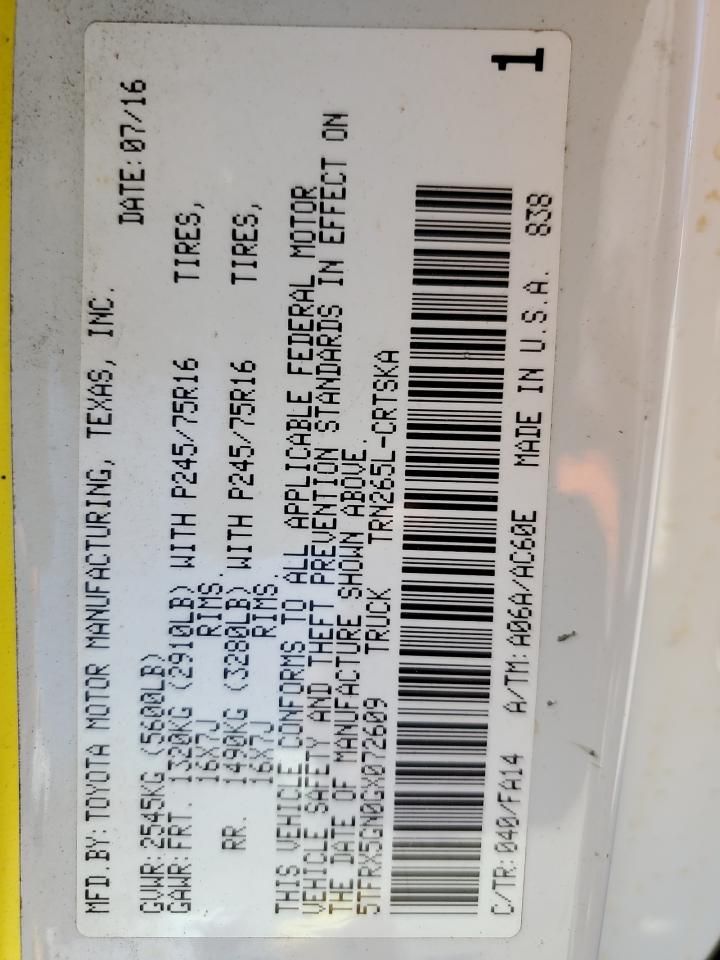 MFD.BY:TOYOTA MOTOR MANUFACTURING, TEXAS, INC.
DATE:07/16
GVWR:2545KG (5600LB)
GAWR:FRT. 1320KG (2910LB) WITH P245/75R16 TIRES,
16X7J RIMS.
RR. 1490KG (3280LB) WITH P245/75R16 TIRES,
16X7J RIMS.
THIS VEHICLE CONFORMS TO ALL APPLICABLE FEDERAL MOTOR
VEHICLE SAFETY AND THEFT PREVENTION STANDARDS IN EFFECT ON
THE DATE OF MANUFACTURE SHOWN ABOVE.
5TFRX5GN0GX072609 TRUCK TRN265L-CRTSKA
C/TR:040/FA14 A/TM:A06A/AC60E MADE IN U.S.A. 838
1